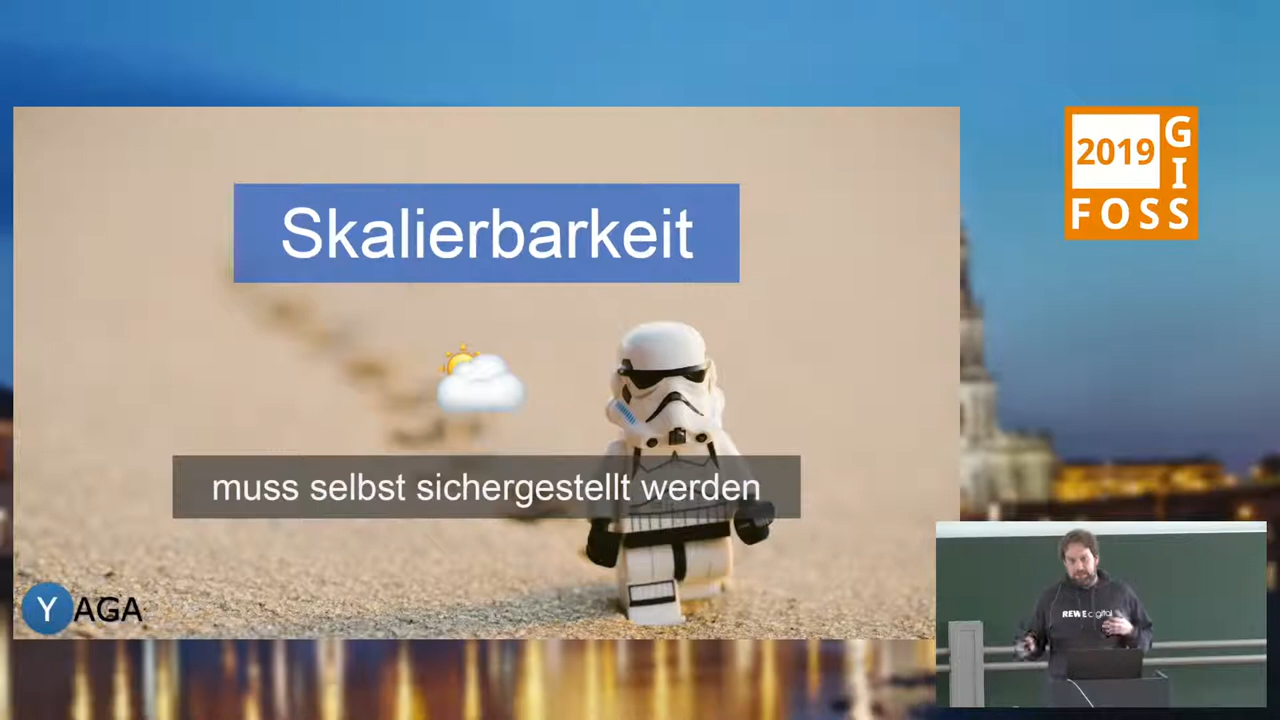 Skalierbarkeit
muss selbst sichergestellt werden
YAGA
2019
GI
FOSS
REWE digital